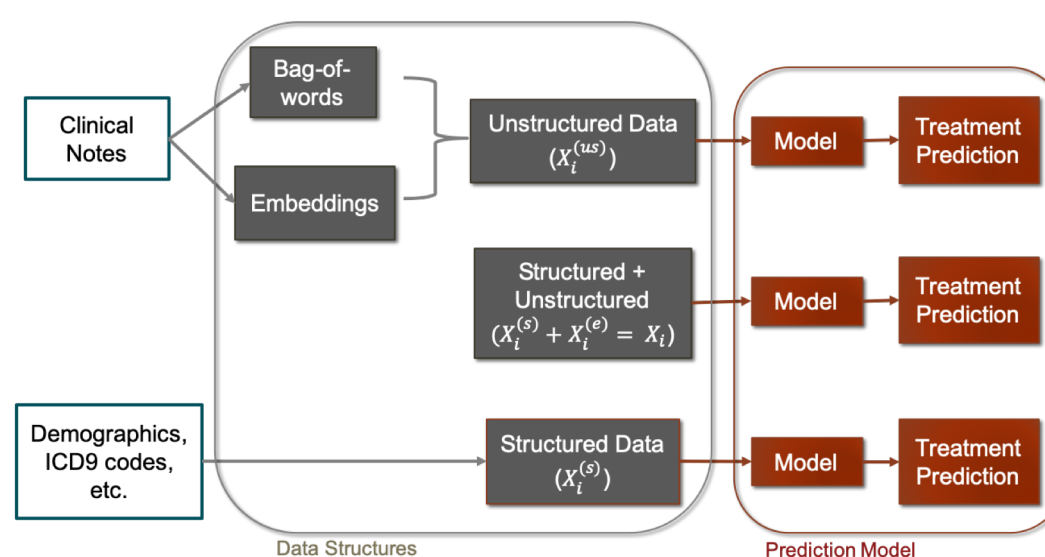 Bag-of-
words
Clinical
Notes
Embeddings
Unstructured Data
(X_i^{(us)})
Model
Treatment
Prediction
Structured +
Unstructured
(X_i^{(s)} + X_i^{(e)} = X_i)
Model
Treatment
Prediction
Demographics,
ICD9 codes,
etc.
Structured Data
(X_i^{(s)})
Model
Treatment
Prediction
Data Structures
Prediction Model